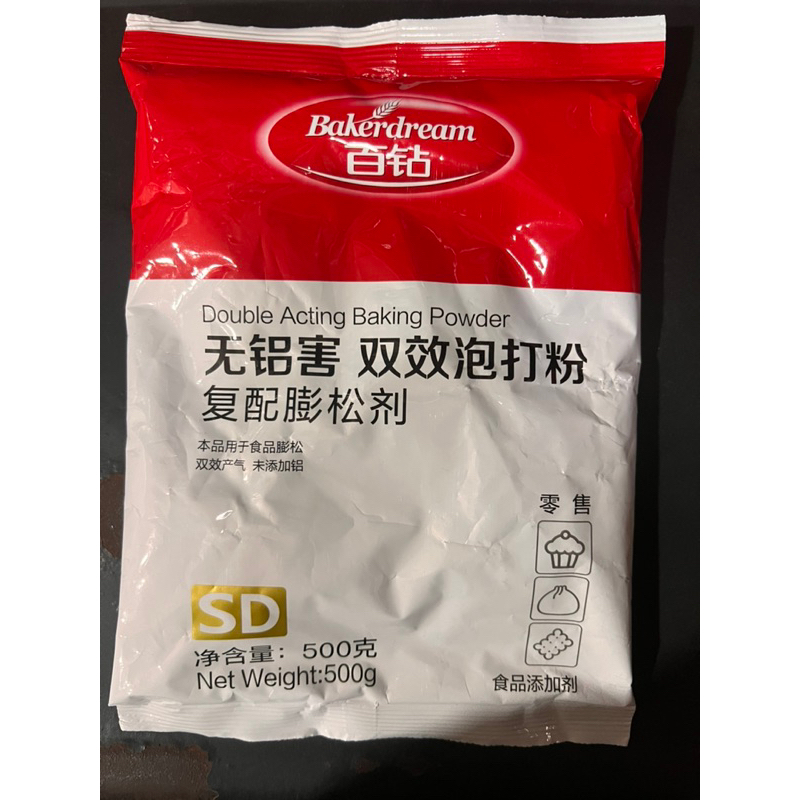 Bakerdream
百钻
Double Acting Baking Powder
无铝害 双效泡打粉
复配膨松剂
本品用于食品膨松
双效产气 未添加铝
零售
SD
净含量：500克
Net Weight:500g
食品添加剂